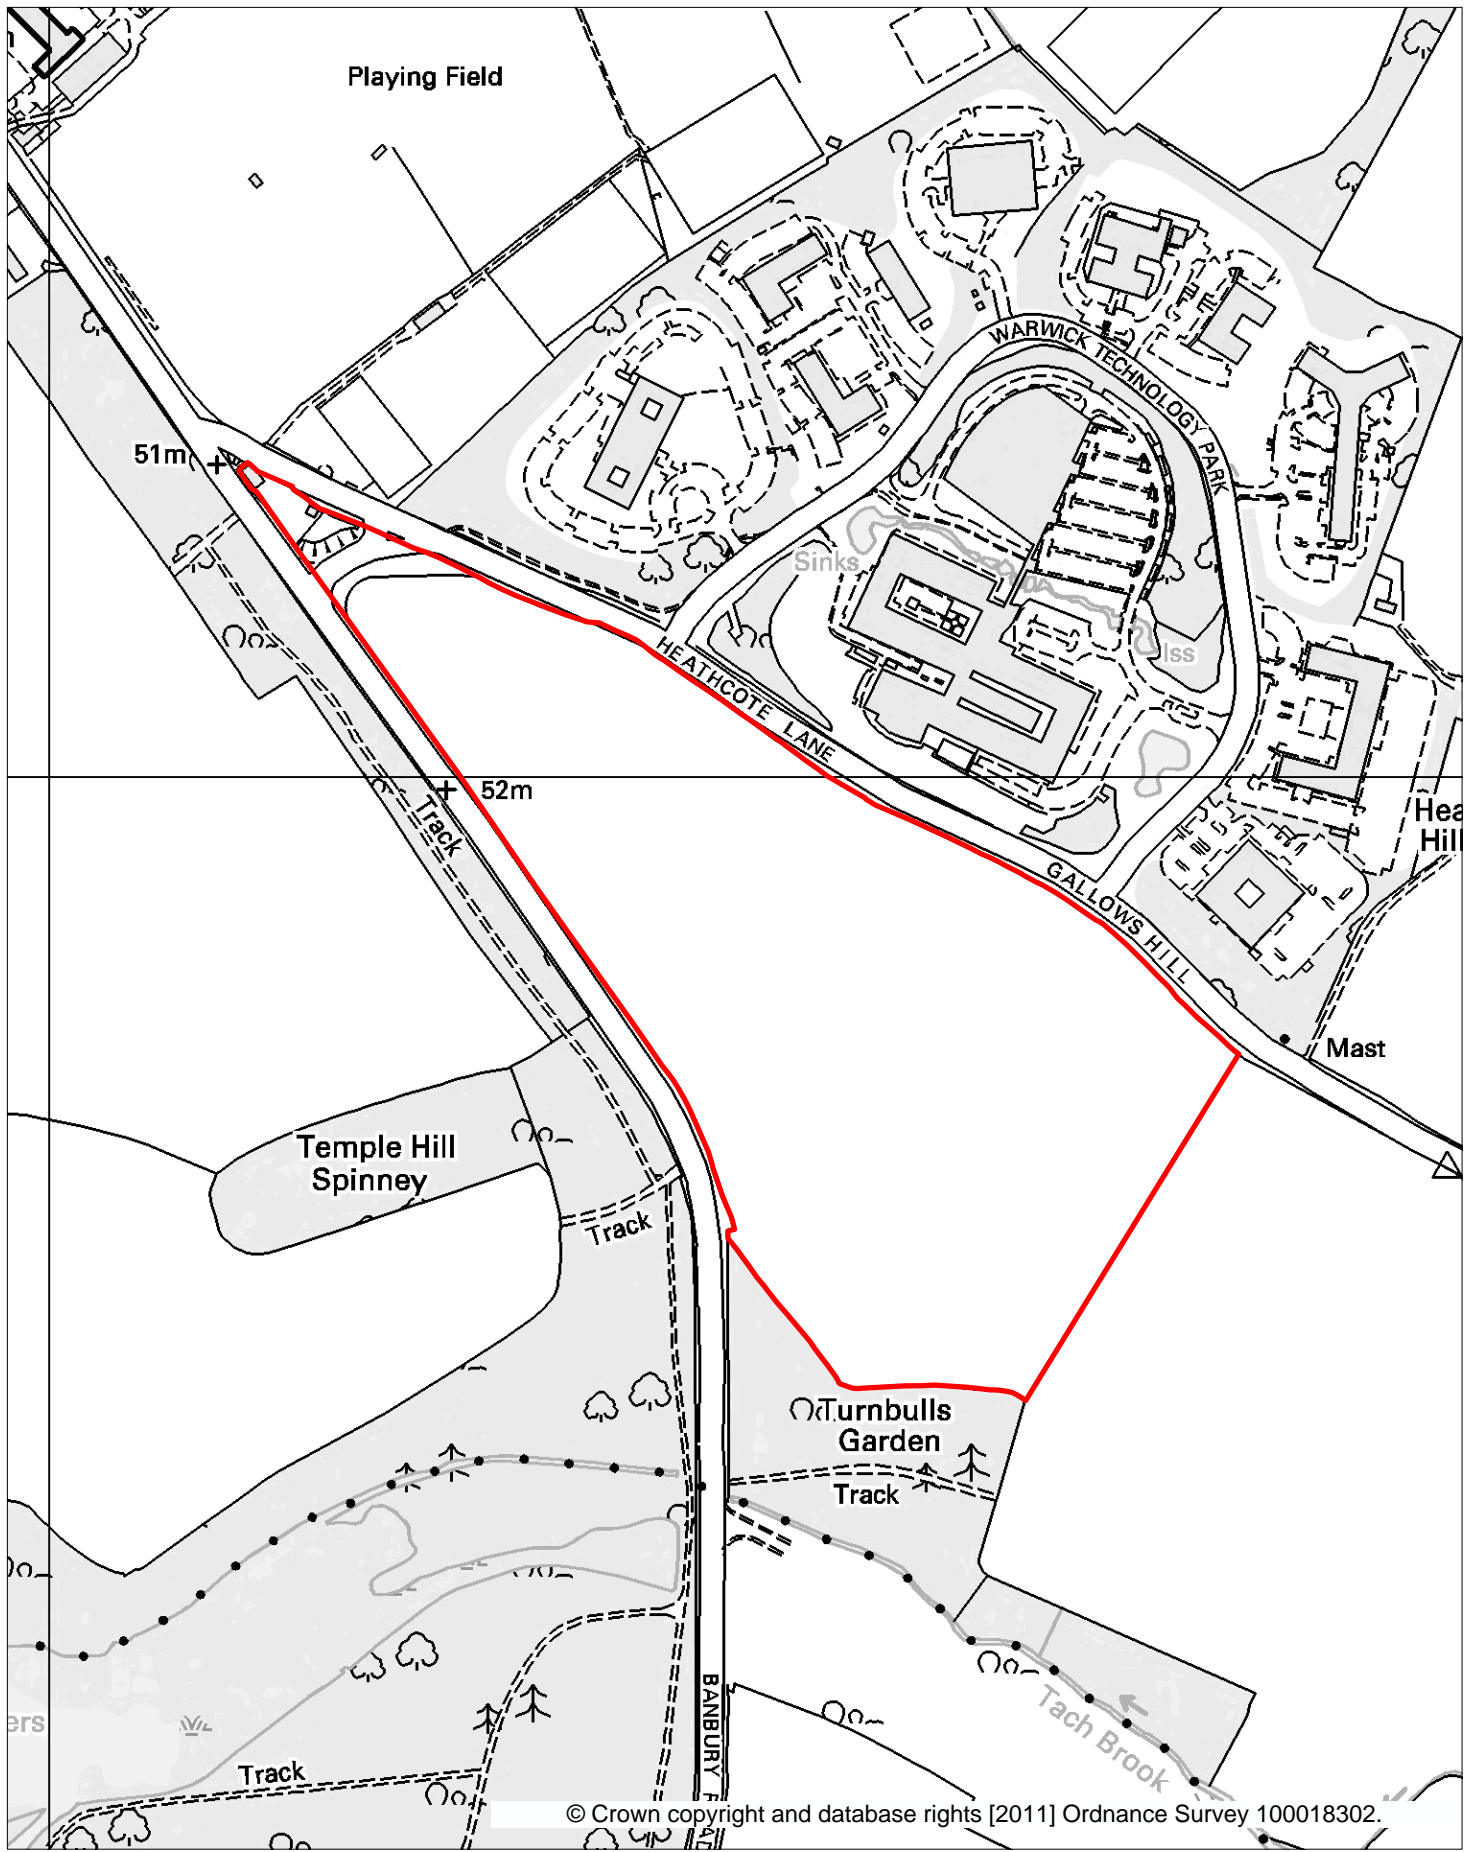 Playing Field
WARWICK TECHNOLOGY PARK
51m
Sinks
Iss
HEATHCOTE LANE
52m
Track
Hea
Hill
GALLOWS HILL
Mast
Temple Hill
Spinney
Track
Turnbulls
Garden
Track
BANBURY
Tach Brook
ers
Track
© Crown copyright and database rights [2011] Ordnance Survey 100018302.